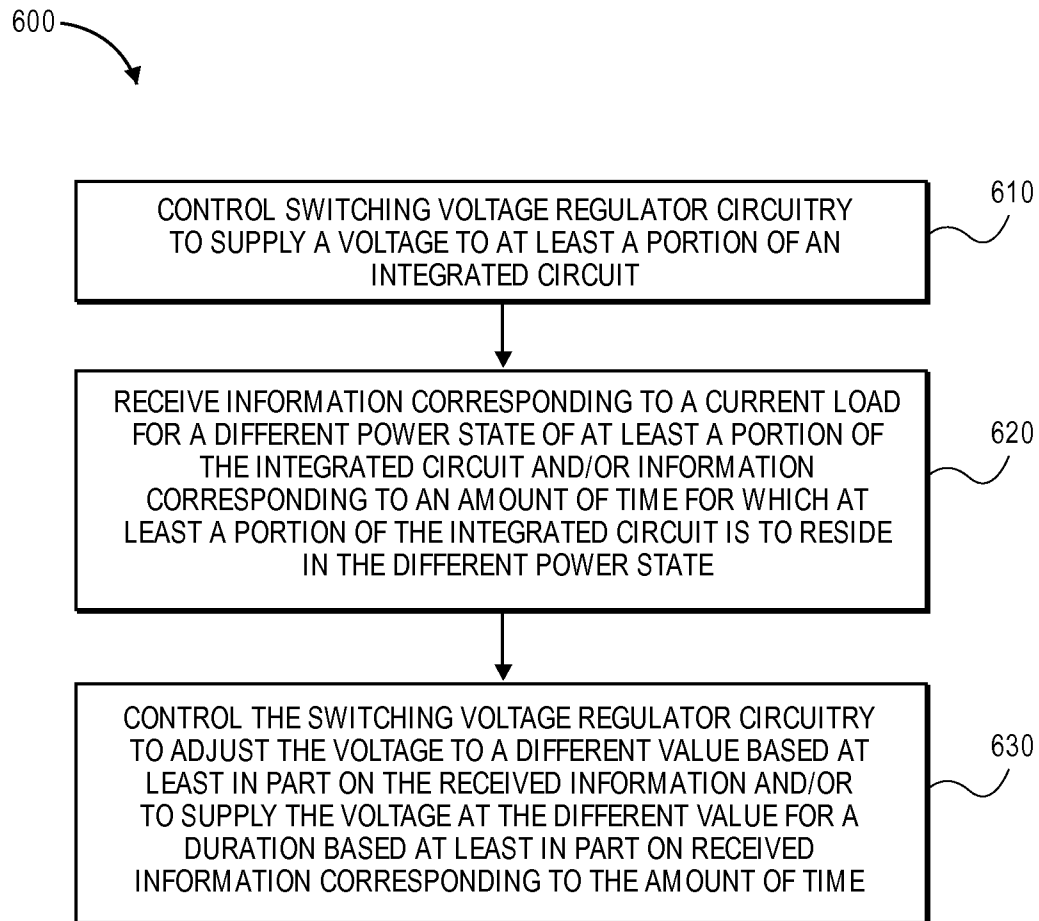 600
CONTROL SWITCHING VOLTAGE REGULATOR CIRCUITRY
TO SUPPLY A VOLTAGE TO AT LEAST A PORTION OF AN
INTEGRATED CIRCUIT
610
RECEIVE INFORMATION CORRESPONDING TO A CURRENT LOAD
FOR A DIFFERENT POWER STATE OF AT LEAST A PORTION OF
THE INTEGRATED CIRCUIT AND/OR INFORMATION
CORRESPONDING TO AN AMOUNT OF TIME FOR WHICH AT
LEAST A PORTION OF THE INTEGRATED CIRCUIT IS TO RESIDE
IN THE DIFFERENT POWER STATE
620
CONTROL THE SWITCHING VOLTAGE REGULATOR CIRCUITRY
TO ADJUST THE VOLTAGE TO A DIFFERENT VALUE BASED AT
LEAST IN PART ON THE RECEIVED INFORMATION AND/OR
TO SUPPLY THE VOLTAGE AT THE DIFFERENT VALUE FOR A
DURATION BASED AT LEAST IN PART ON RECEIVED
INFORMATION CORRESPONDING TO THE AMOUNT OF TIME
630